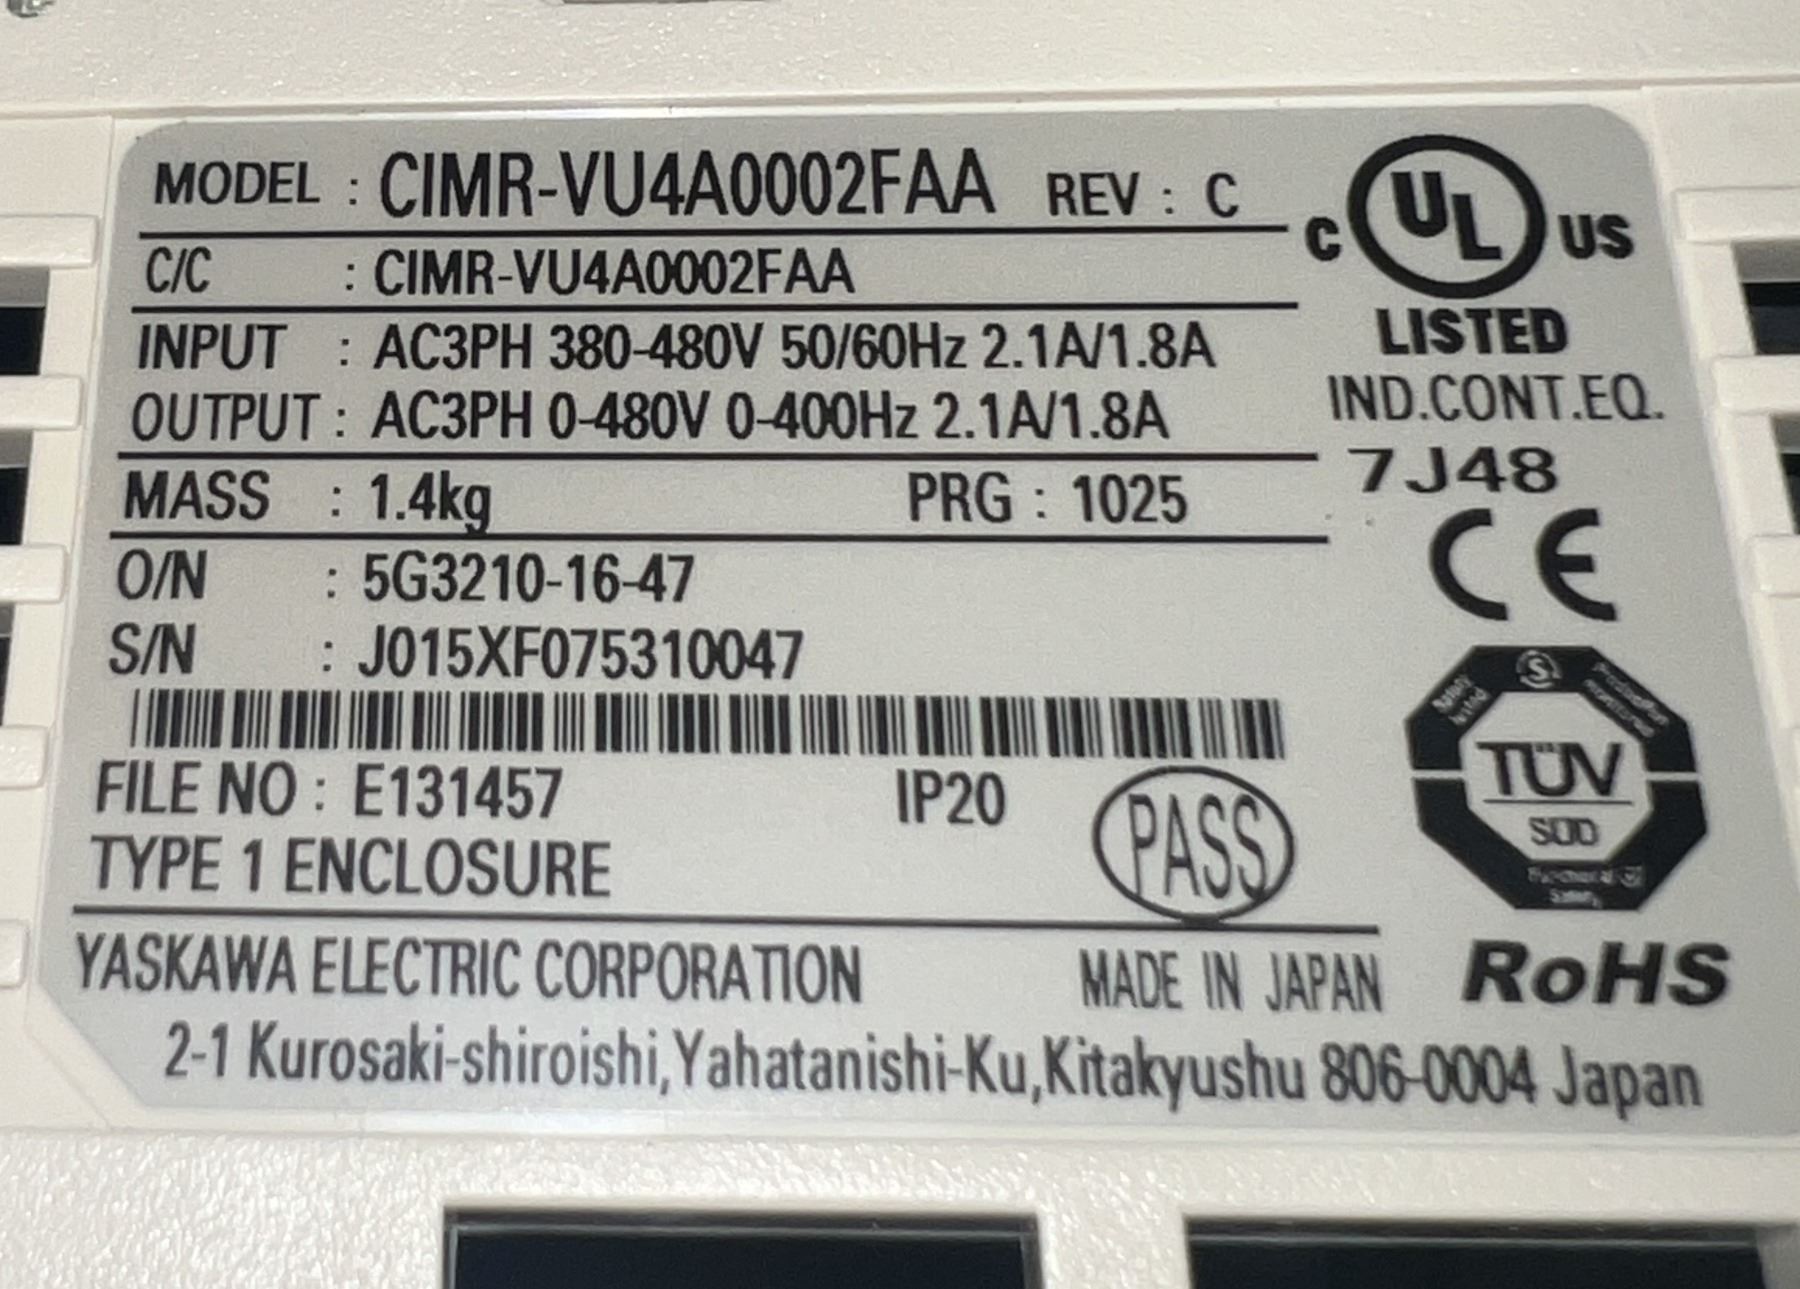 MODEL : CIMR-VU4A0002FAA REV : C
C/C : CIMR-VU4A0002FAA
INPUT : AC3PH 380-480V 50/60Hz 2.1A/1.8A
OUTPUT : AC3PH 0-480V 0-400Hz 2.1A/1.8A
MASS : 1.4kg PRG : 1025
O/N : 5G3210-16-47
S/N : J015XF075310047
FILE NO : E131457 IP20 PASS
TYPE 1 ENCLOSURE
YASKAWA ELECTRIC CORPORATION MADE IN JAPAN
2-1 Kurosaki-shiroishi,Yahatanishi-Ku,Kitakyushu 806-0004 Japan
C UL US
LISTED
IND.CONT.EQ.
7J48
CE
S
TÜV
SÜD
RoHS